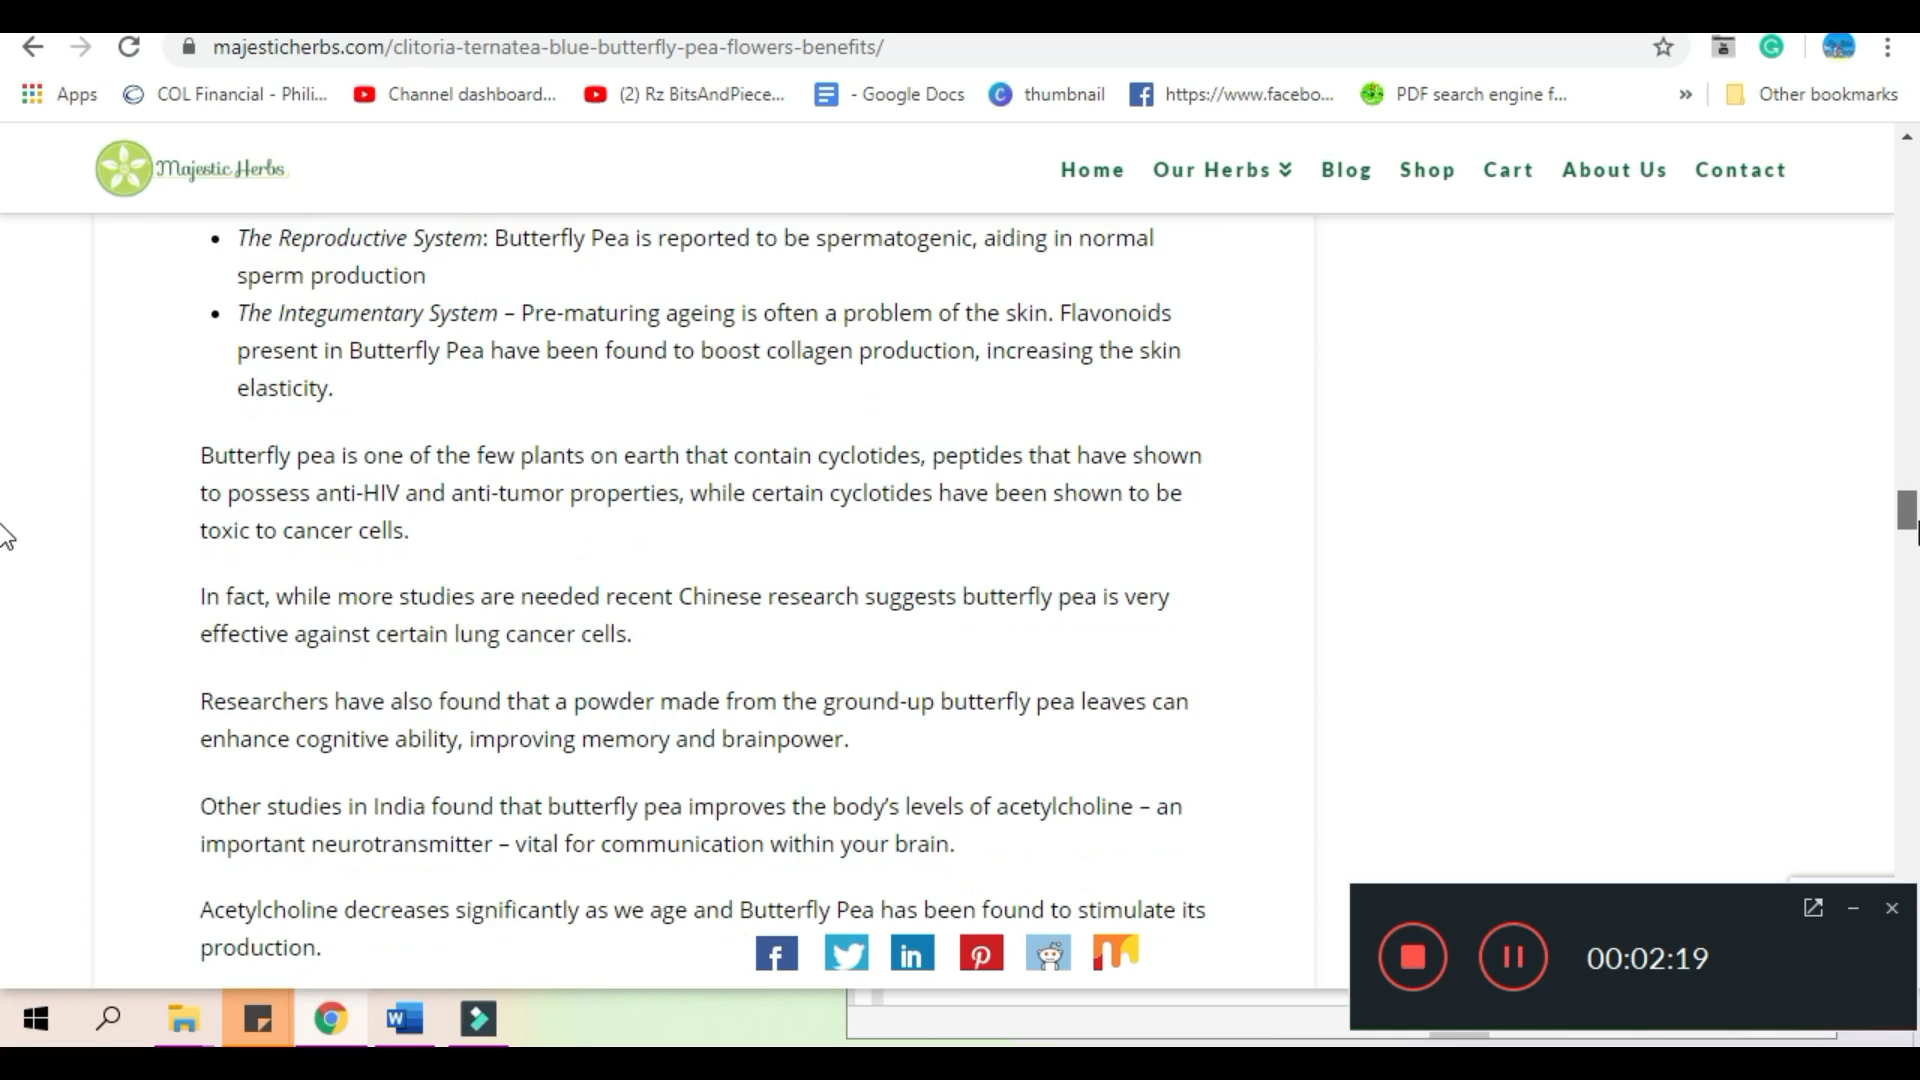 majesticherbs.com/clitoria-ternatea-blue-butterfly-pea-flowers-benefits/
Apps COL Financial - Phili... Channel dashboard... (2) Rz BitsAndPiece... - Google Docs thumbnail https://www.facebo... PDF search engine f... » Other bookmarks
Majestic Herbs Home Our Herbs Blog Shop Cart About Us Contact
• The Reproductive System: Butterfly Pea is reported to be spermatogenic, aiding in normal
sperm production
• The Integumentary System – Pre-maturing ageing is often a problem of the skin. Flavonoids
present in Butterfly Pea have been found to boost collagen production, increasing the skin
elasticity.
Butterfly pea is one of the few plants on earth that contain cyclotides, peptides that have shown
to possess anti-HIV and anti-tumor properties, while certain cyclotides have been shown to be
toxic to cancer cells.
In fact, while more studies are needed recent Chinese research suggests butterfly pea is very
effective against certain lung cancer cells.
Researchers have also found that a powder made from the ground-up butterfly pea leaves can
enhance cognitive ability, improving memory and brainpower.
Other studies in India found that butterfly pea improves the body's levels of acetylcholine – an
important neurotransmitter – vital for communication within your brain.
Acetylcholine decreases significantly as we age and Butterfly Pea has been found to stimulate its
production.
00:02:19